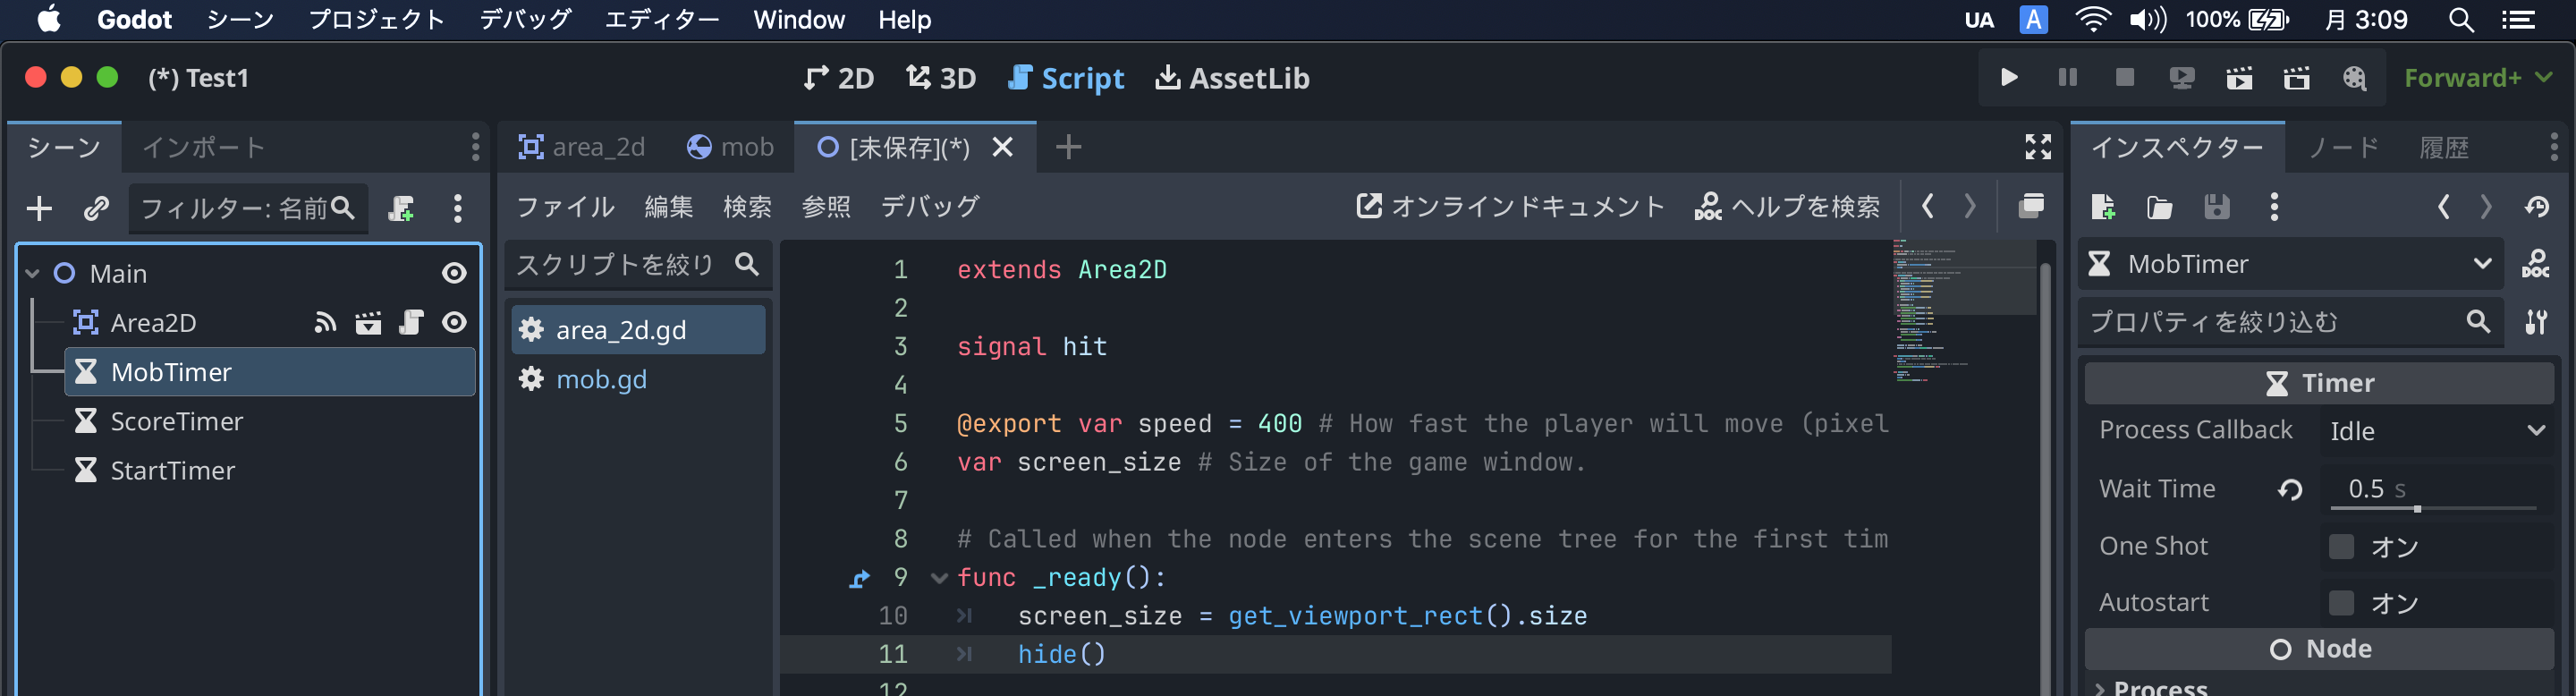 Godot シーン プロジェクト デバッグ エディター Window Help UA A 100% 月 3:09
(*) Test1 2D 3D Script AssetLib Forward+
シーン インポート area_2d mob [未保存](*) インスペクター ノード 履歴
フィルター: 名前 ファイル 編集 検索 参照 デバッグ オンラインドキュメント DOC ヘルプを検索
スクリプトを絞り
area_2d.gd
mob.gd
Main
Area2D
MobTimer
ScoreTimer
StartTimer
1 extends Area2D
2
3 signal hit
4
5 @export var speed = 400 # How fast the player will move (pixel
6 var screen_size # Size of the game window.
7
8 # Called when the node enters the scene tree for the first tim
9 func _ready():
10 screen_size = get_viewport_rect().size
11 hide()
12
MobTimer DOC
プロパティを絞り込む
Timer
Process Callback Idle
Wait Time 0.5 s
One Shot オン
Autostart オン
Node
Process